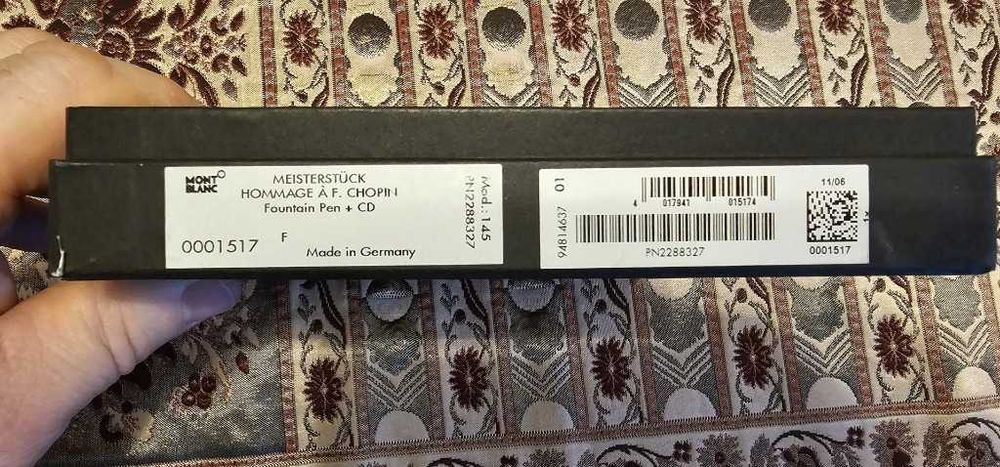 MONT
BLANC
MEISTERSTÜCK
HOMMAGE À F. CHOPIN
Fountain Pen + CD
0001517
F
Made in Germany
Mod.: 145
PN2288327
94814637
01
4 017941 015174
PN2288327
11/06
0001517